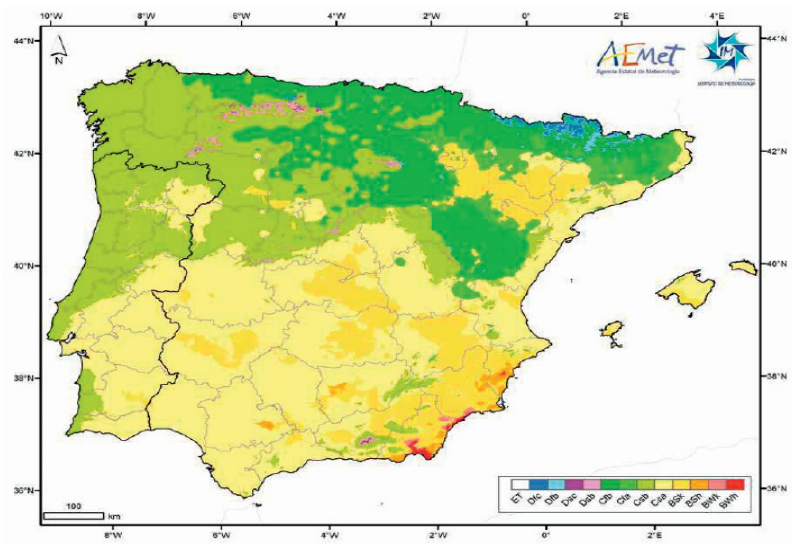 10°W 8°W 6°W 4°W 2°W 0° 2°E 4°E
44°N 44°N
N
AEMet
Agencia Estatal de Meteorología
IM
42°N 42°N
40°N 40°N
38°N 38°N
36°N 36°N
ET Dfc Dfb Dsc Dsb Cfb Cfa Csb Csa BSk BSh BWk BWh
100
km
8°W 6°W 4°W 2°W 0° 2°E